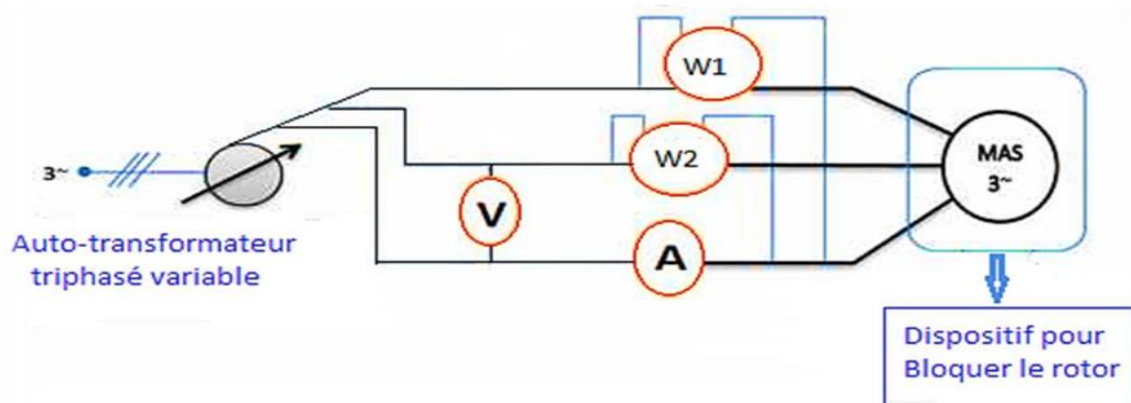 W1
W2
MAS
3~
3~
V
A
Auto-transformateur
triphasé variable
Dispositif pour
Bloquer le rotor